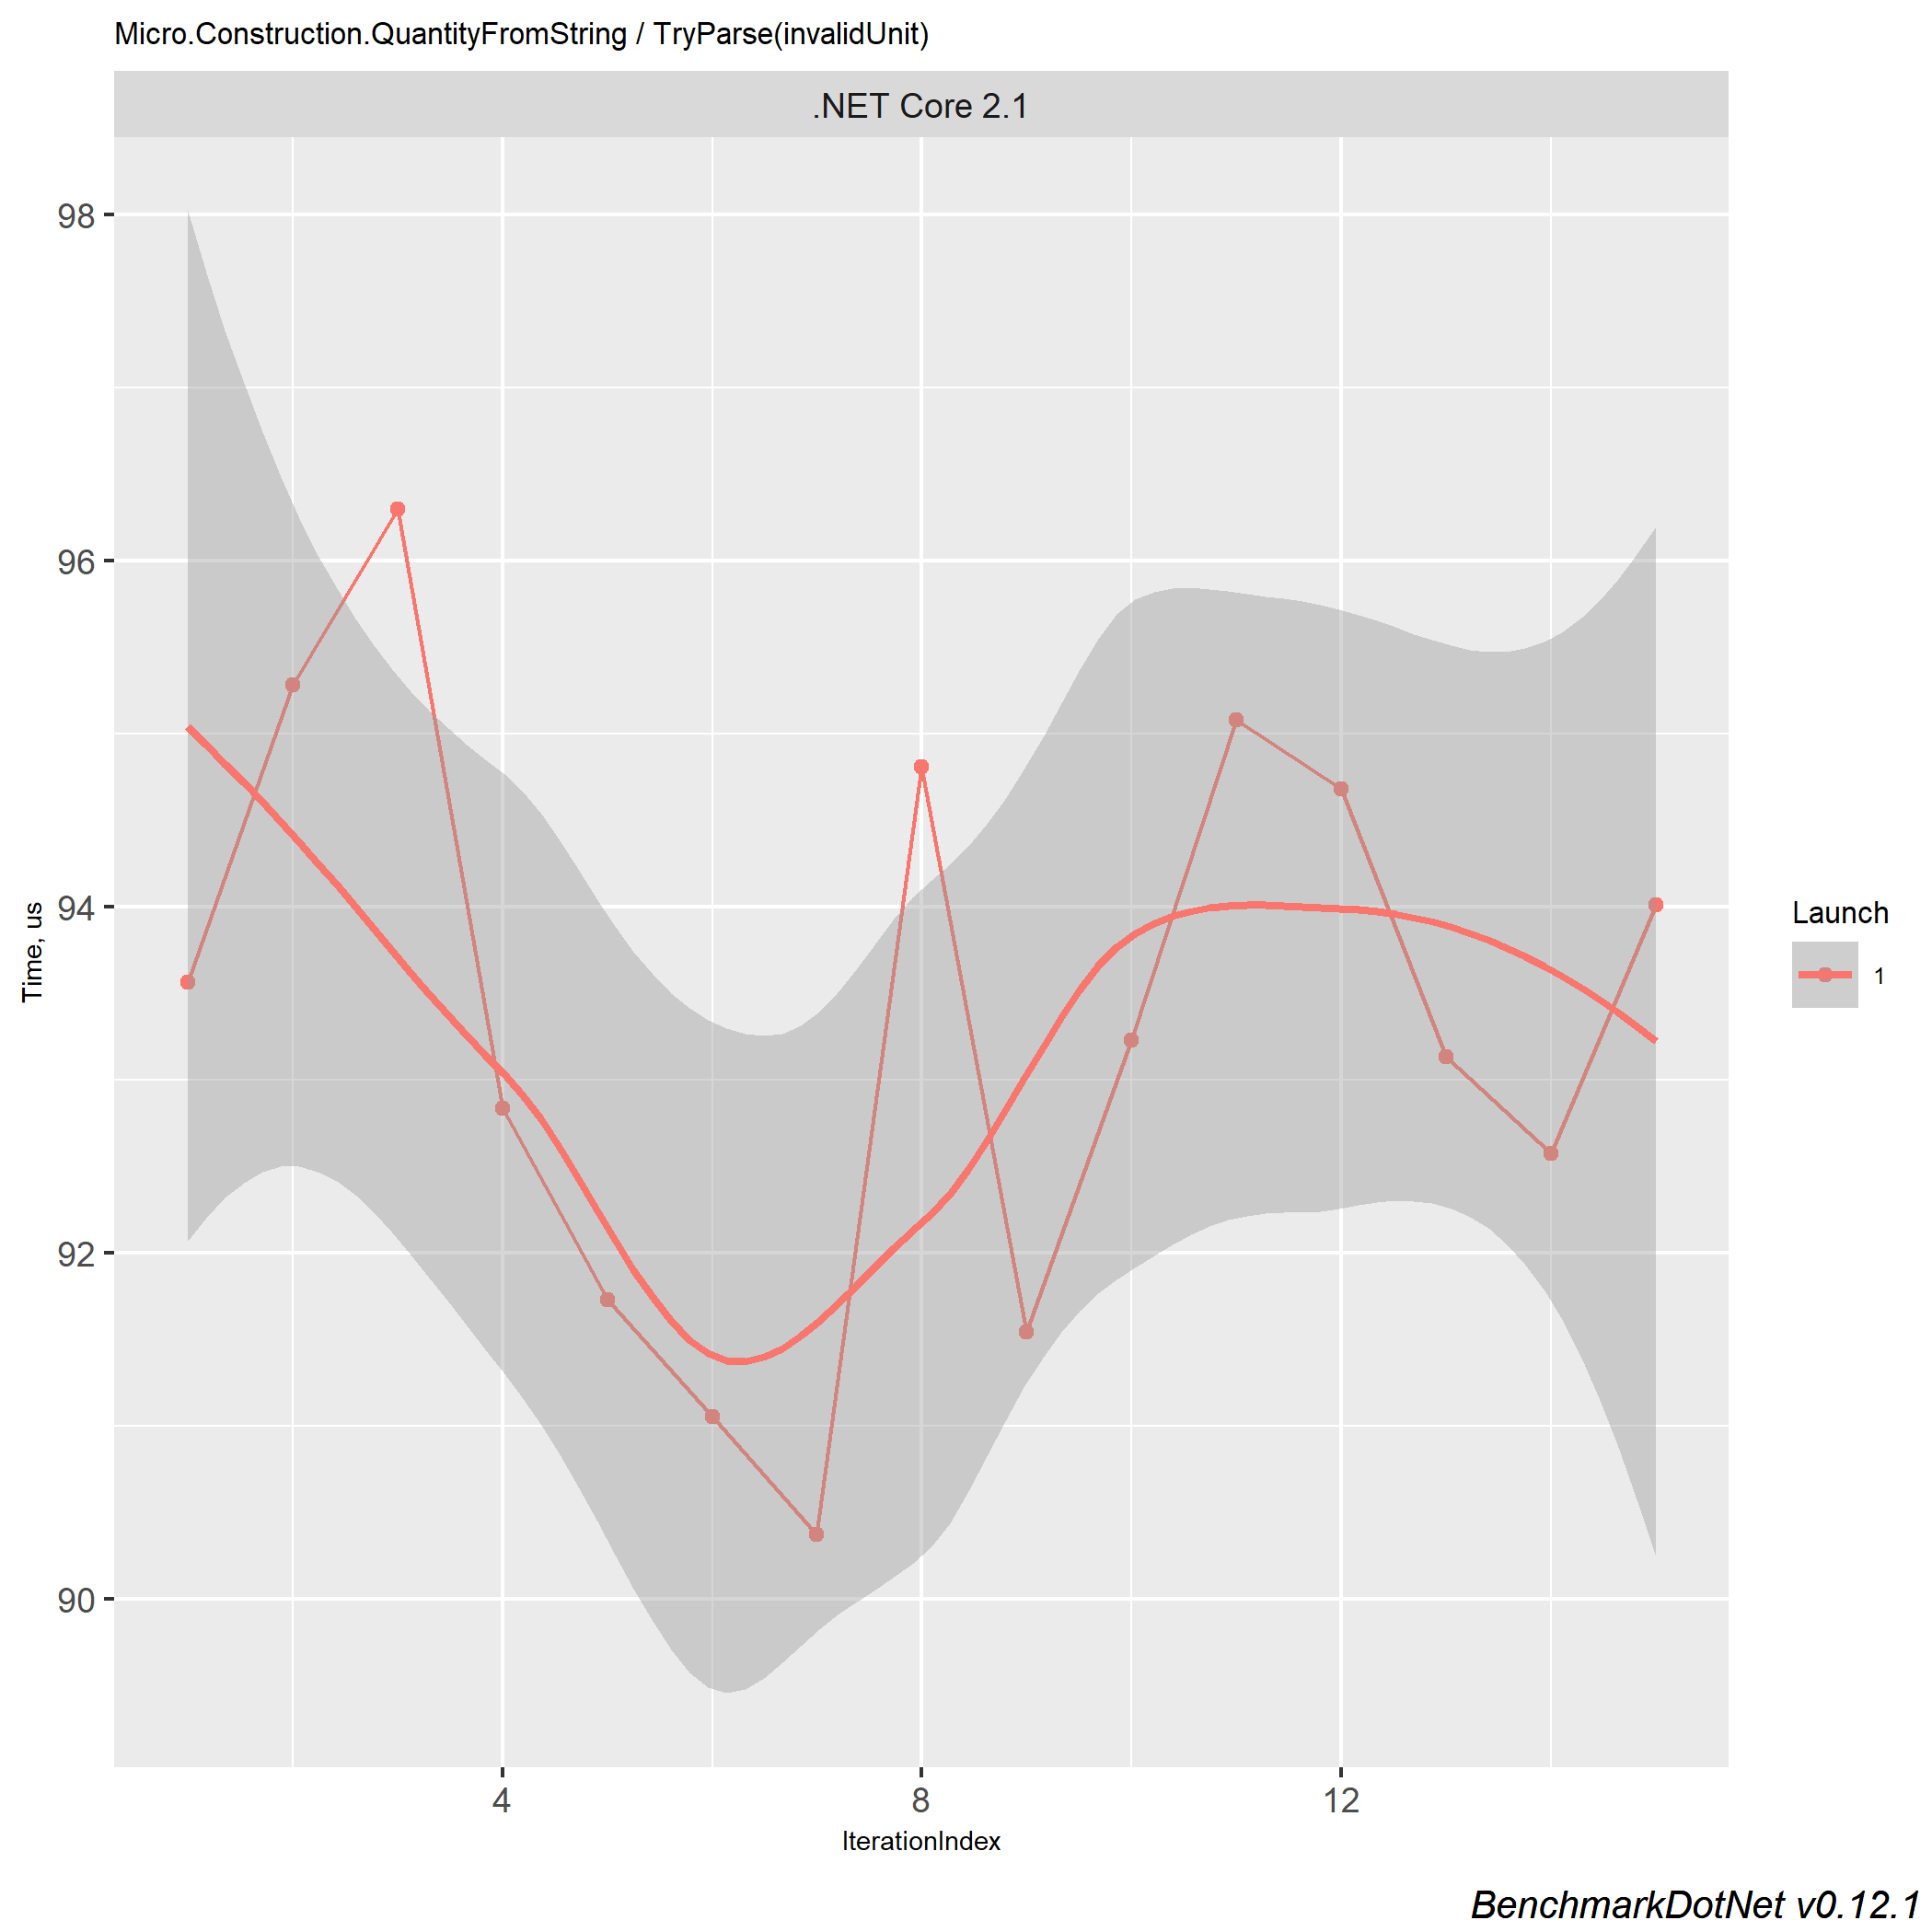 Micro.Construction.QuantityFromString / TryParse(invalidUnit)
.NET Core 2.1
98
96
94
92
90
Time, us
4
8
12
IterationIndex
Launch
1
BenchmarkDotNet v0.12.1